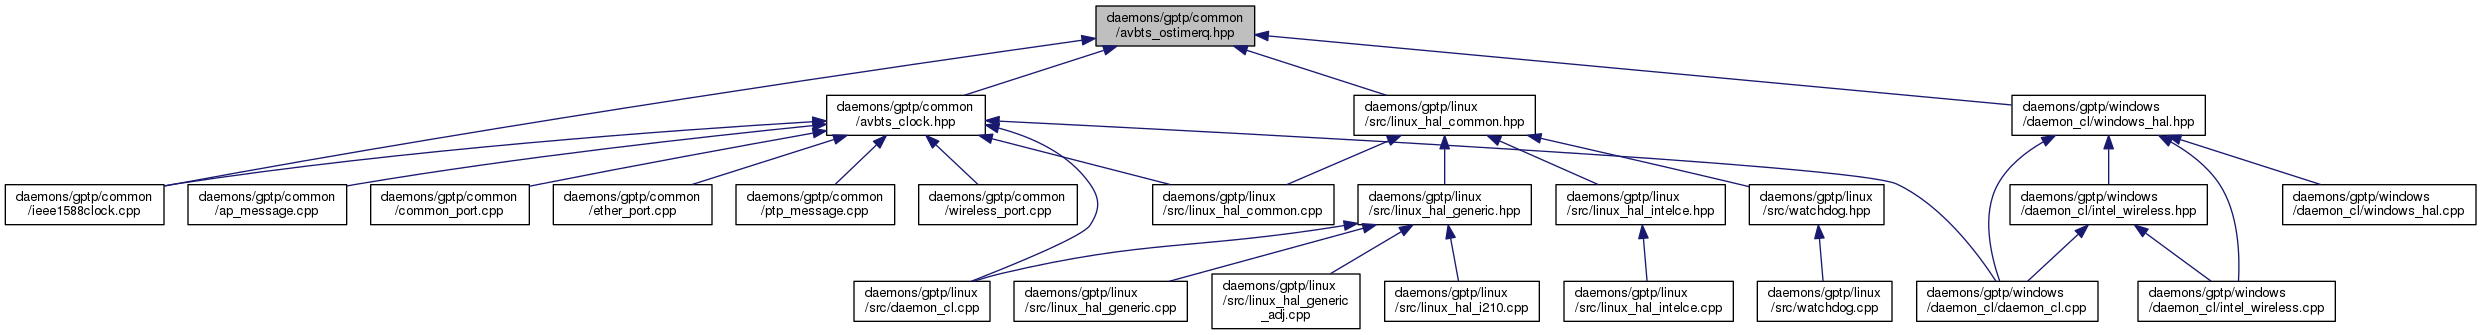 daemons/gptp/common
/avbts_ostimerq.hpp
daemons/gptp/common
/avbts_clock.hpp
daemons/gptp/linux
/src/linux_hal_common.hpp
daemons/gptp/windows
/daemon_cl/windows_hal.hpp
daemons/gptp/common
/ieee1588clock.cpp
daemons/gptp/common
/ap_message.cpp
daemons/gptp/common
/common_port.cpp
daemons/gptp/common
/ether_port.cpp
daemons/gptp/common
/ptp_message.cpp
daemons/gptp/common
/wireless_port.cpp
daemons/gptp/linux
/src/linux_hal_common.cpp
daemons/gptp/linux
/src/linux_hal_generic.hpp
daemons/gptp/linux
/src/linux_hal_intelce.hpp
daemons/gptp/linux
/src/watchdog.hpp
daemons/gptp/windows
/daemon_cl/intel_wireless.hpp
daemons/gptp/windows
/daemon_cl/windows_hal.cpp
daemons/gptp/linux
/src/daemon_cl.cpp
daemons/gptp/linux
/src/linux_hal_generic.cpp
daemons/gptp/linux
/src/linux_hal_generic
_adj.cpp
daemons/gptp/linux
/src/linux_hal_i210.cpp
daemons/gptp/linux
/src/linux_hal_intelce.cpp
daemons/gptp/linux
/src/watchdog.cpp
daemons/gptp/windows
/daemon_cl/daemon_cl.cpp
daemons/gptp/windows
/daemon_cl/intel_wireless.cpp